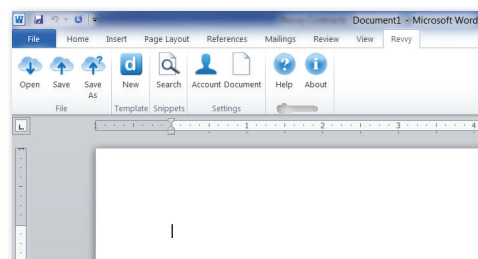 W Document1 - Microsoft Word
File Home Insert Page Layout References Mailings Review View Revvy
d ? i
Open Save Save As New Search Account Document Help About
File Template Snippets Settings
L 1 2 3 4